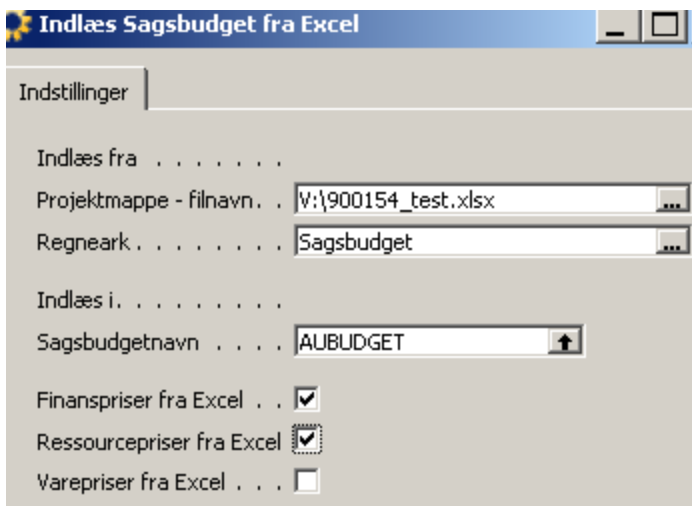 Indlæs Sagsbudget fra Excel
Indstillinger
Indlæs fra . . . . . . .
Projektmappe - filnavn. . V:\900154_test.xlsx ...
Regneark. . . . . . . . Sagsbudget ...
Indlæs i. . . . . . . . .
Sagsbudgetnavn . . . . AUBUDGET
Finanspriser fra Excel . .
Ressourcepriser fra Excel
Varepriser fra Excel . . .